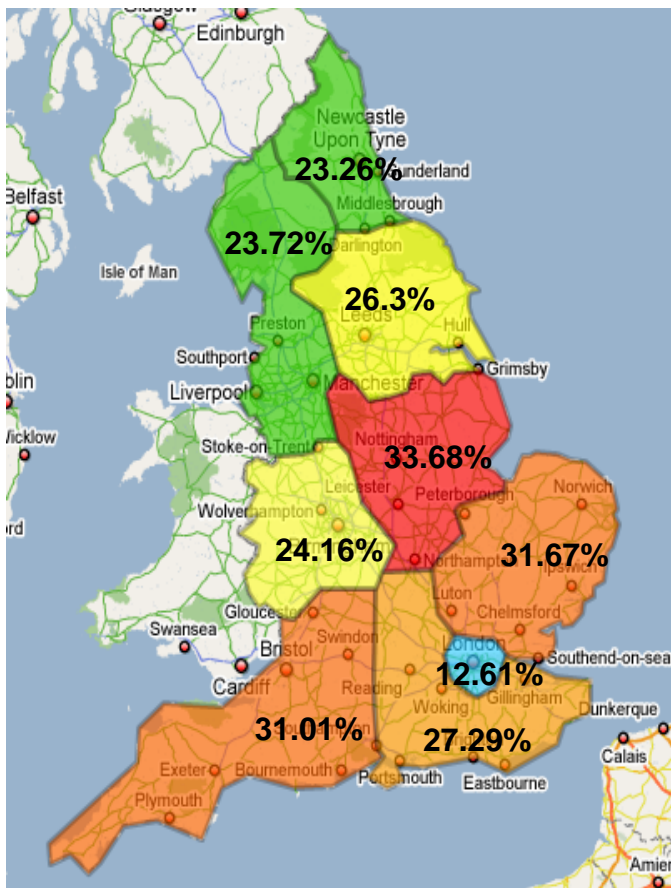 Edinburgh
Newcastle
Upon Tyne
23.26%
Sunderland
Belfast
Middlesbrough
23.72%
Darlington
Isle of Man
26.3%
Leeds
Preston
Hull
Southport
Grimsby
Liverpool
Manchester
Nottingham
Stoke-on-Trent
33.68%
Leicester
Peterborough
Norwich
Wolverhampton
24.16%
Northampton
31.67%
Ipswich
Luton
Gloucester
Chelmsford
Swansea
Swindon
London
Bristol
Southend-on-sea
12.61%
Cardiff
Reading
Gillingham
Woking
31.01%
27.29%
Dunkerque
Calais
Exeter
Bournemouth
Portsmouth
Eastbourne
Plymouth